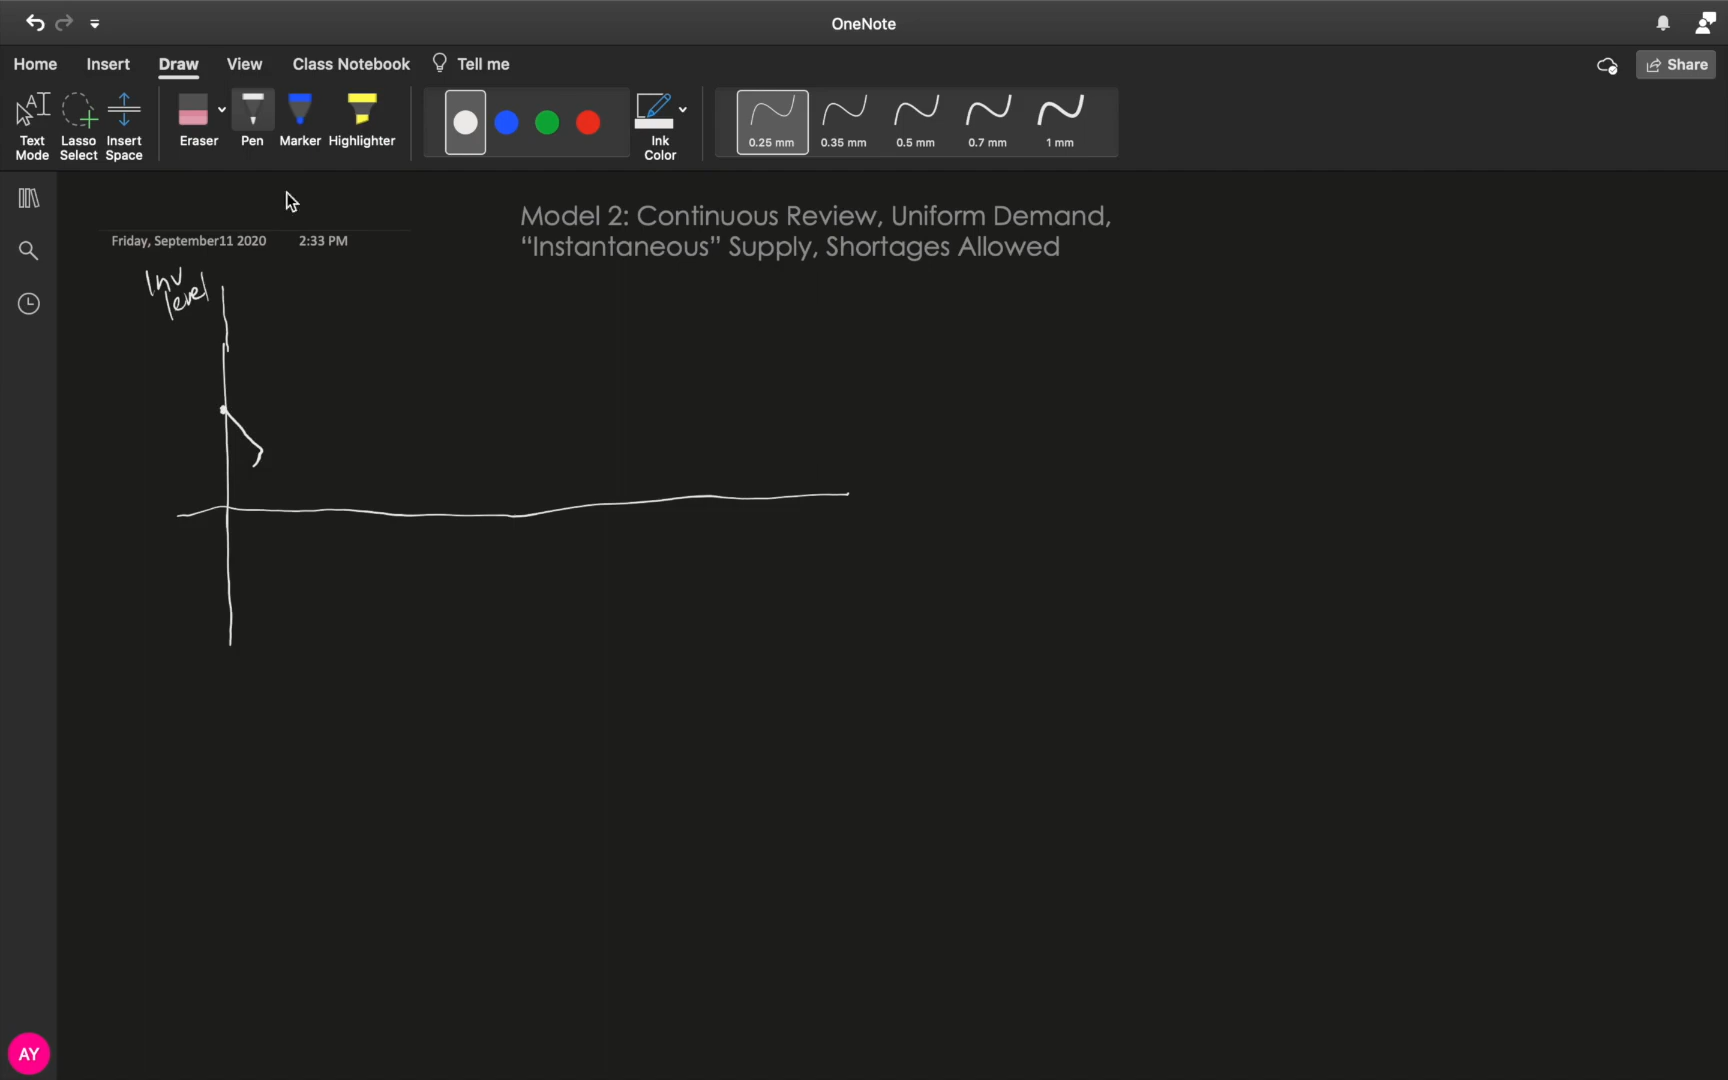 OneNote
Home Insert Draw View Class Notebook Tell me
Share
Text Mode
Lasso Select
Insert Space
Eraser
Pen
Marker
Highlighter
Ink Color
0.25 mm
0.35 mm
0.5 mm
0.7 mm
1 mm
Model 2: Continuous Review, Uniform Demand,
“Instantaneous” Supply, Shortages Allowed
Friday, September11 2020 2:33 PM
Inv
level
AY